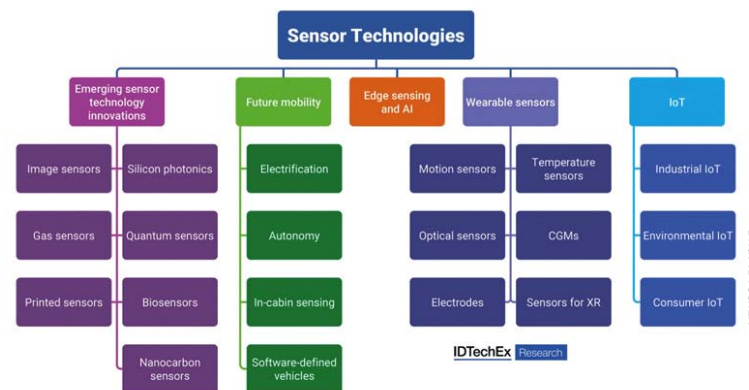 Sensor Technologies
Emerging sensor
technology
innovations
Future mobility
Edge sensing
and AI
Wearable sensors
IoT
Image sensors
Silicon photonics
Electrification
Motion sensors
Temperature
sensors
Industrial IoT
Gas sensors
Quantum sensors
Autonomy
Optical sensors
CGMs
Environmental IoT
Printed sensors
Biosensors
In-cabin sensing
Electrodes
Sensors for XR
Consumer IoT
Nanocarbon
sensors
Software-defined
vehicles
IDTechEx Research